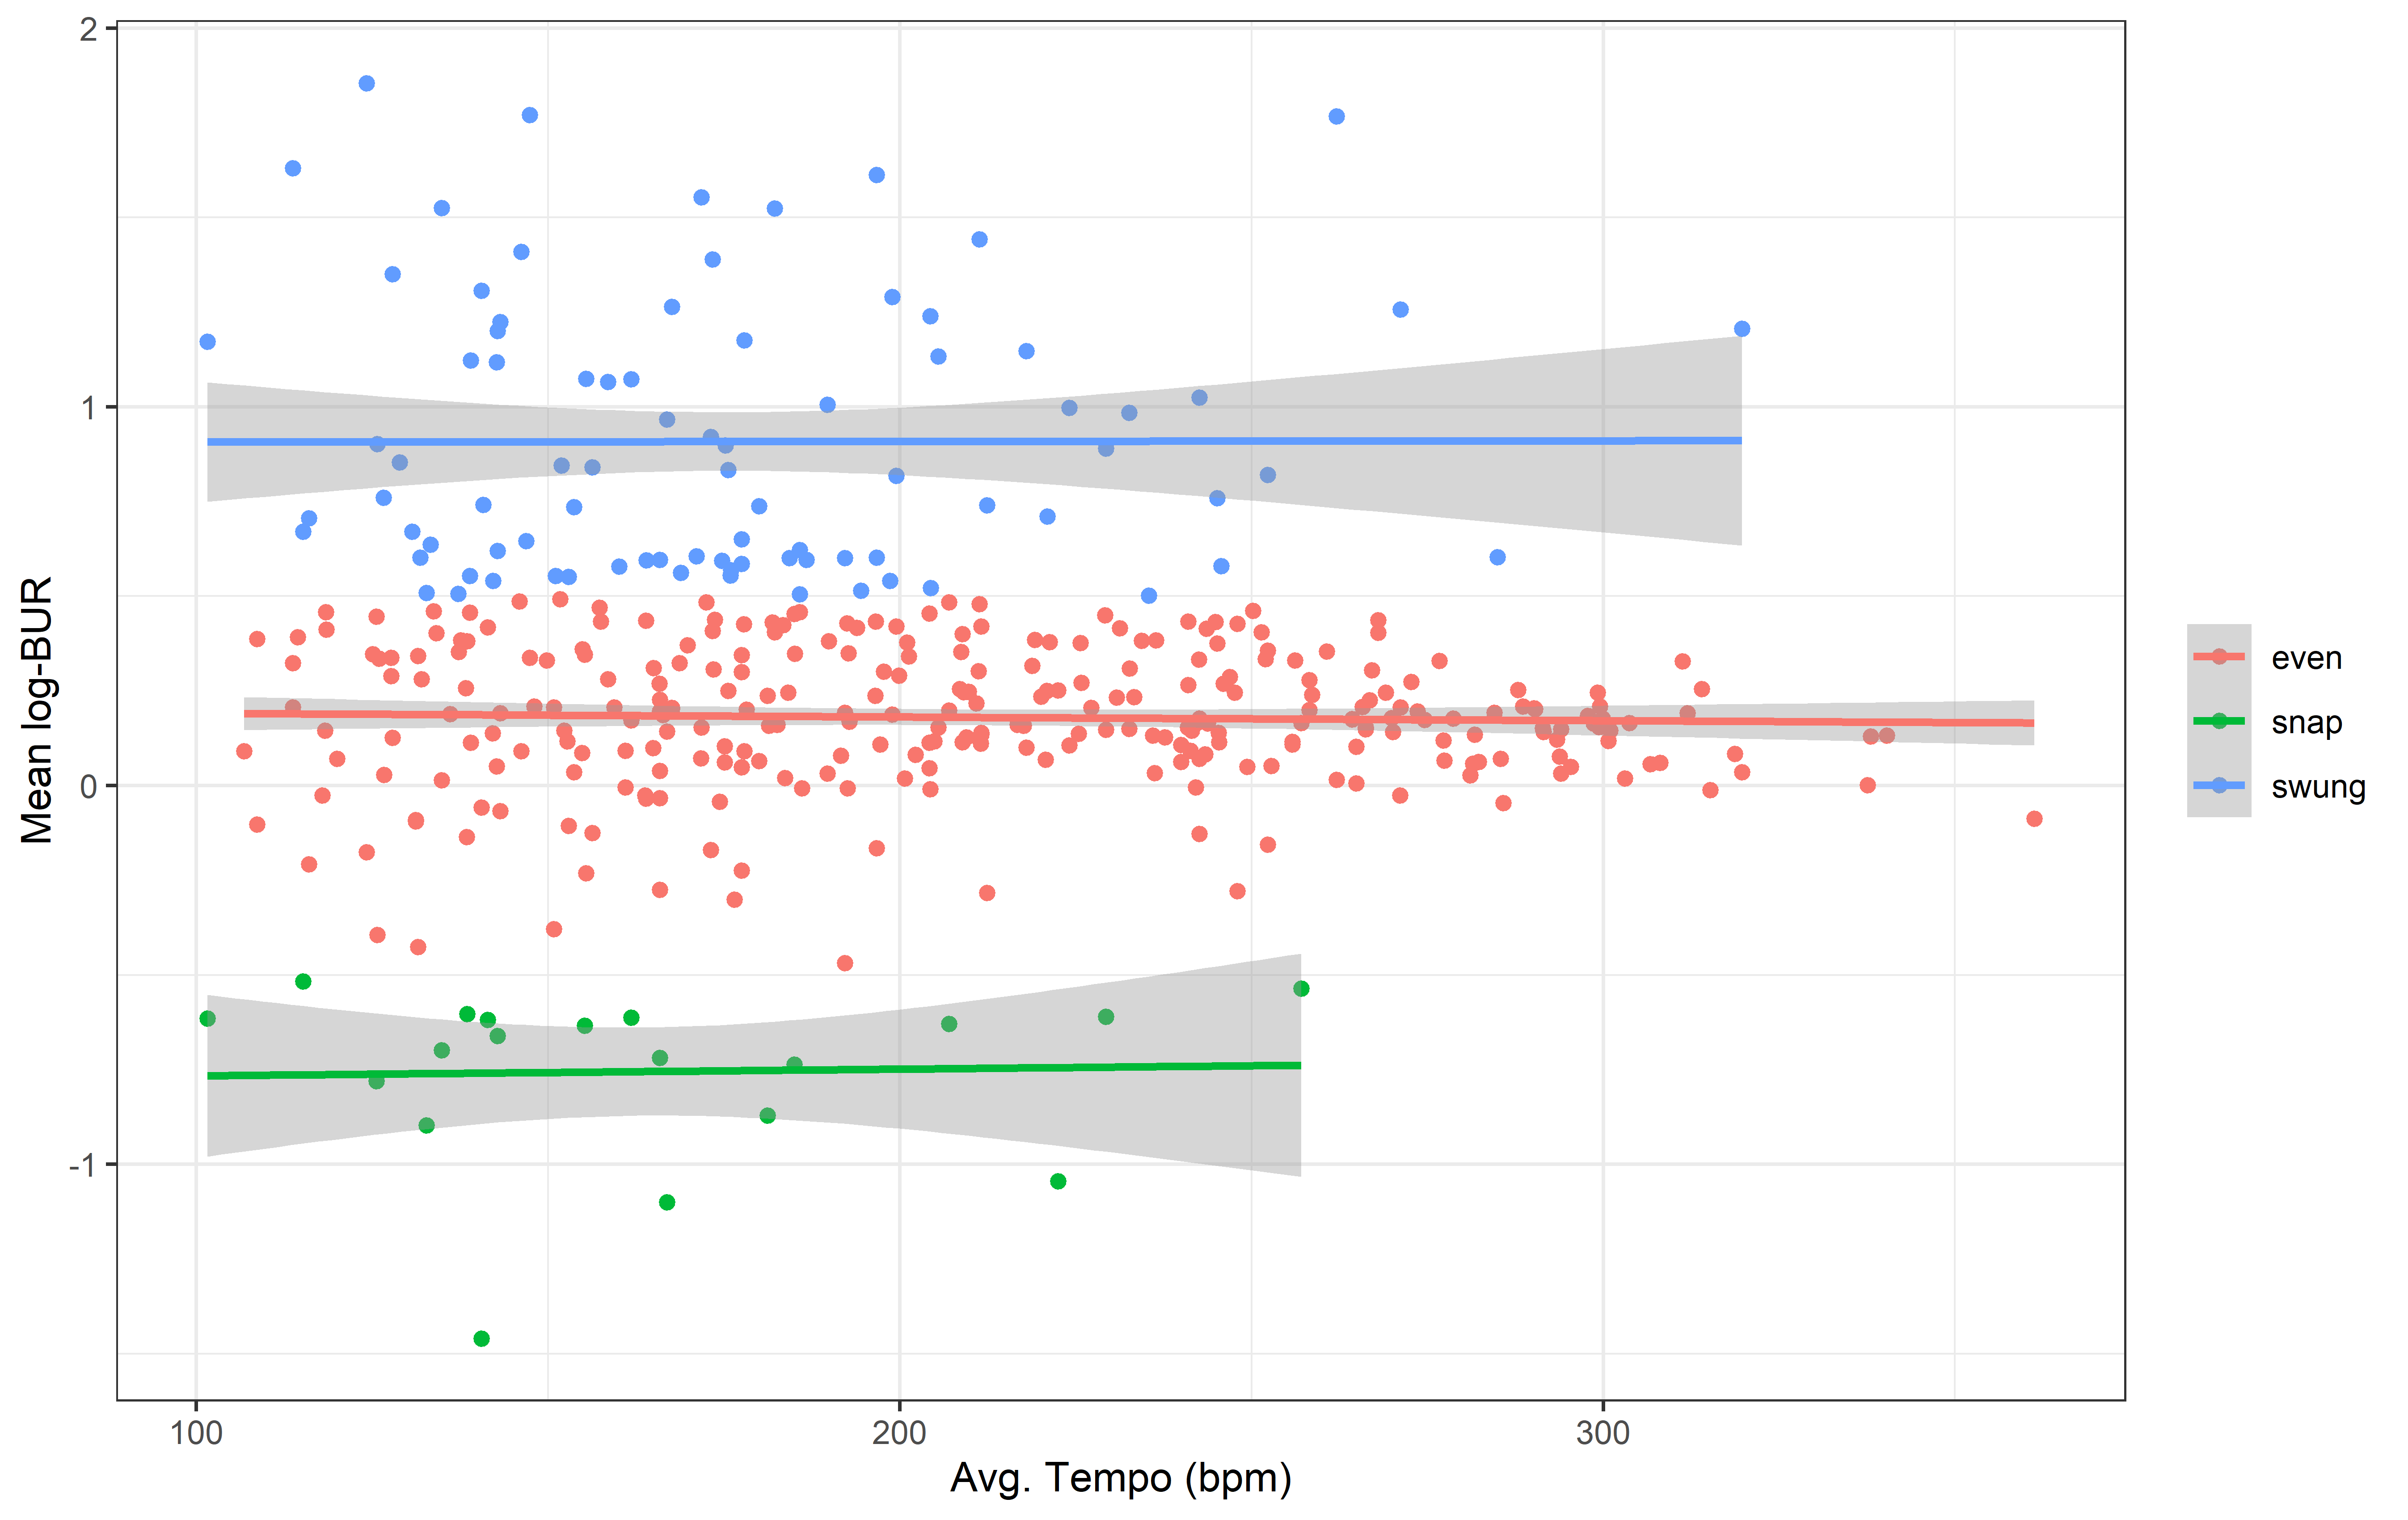 2
1
0
-1
Mean log-BUR
100
200
300
Avg. Tempo (bpm)
even
snap
swung